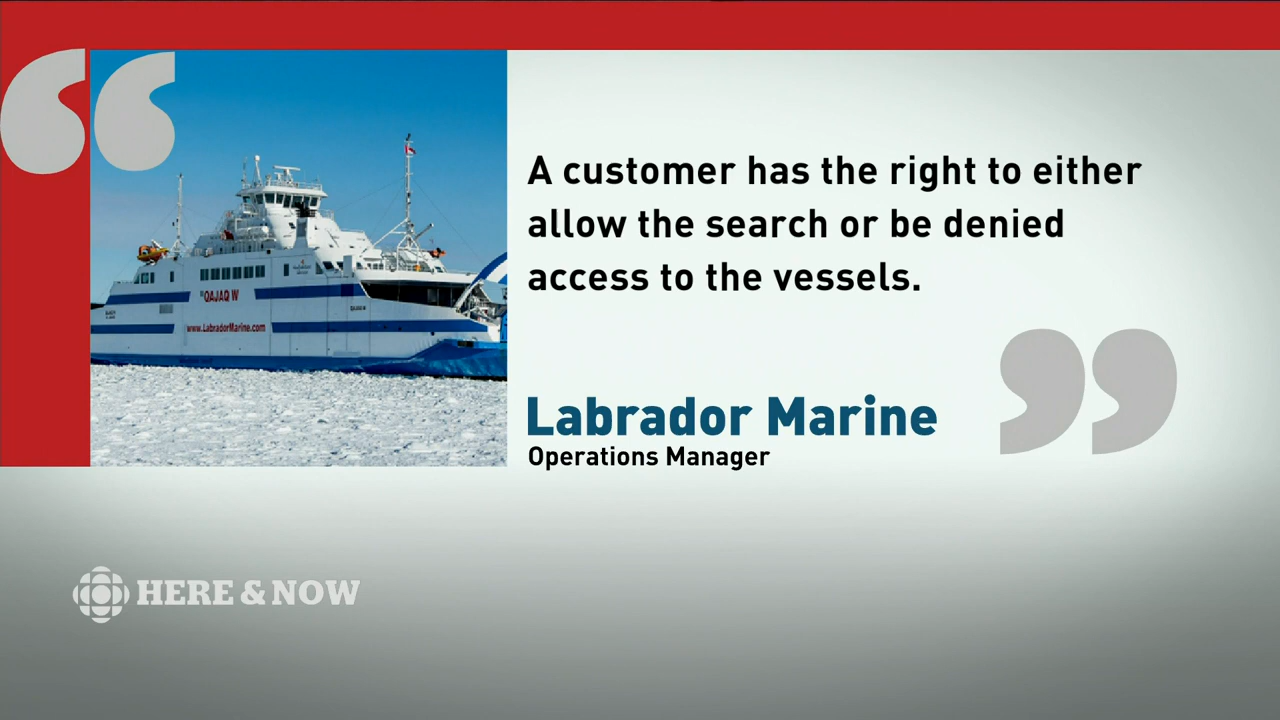 A customer has the right to either
allow the search or be denied
access to the vessels.
Labrador Marine
Operations Manager
QAJAQ W
www.LabradorMarine.com
HERE & NOW